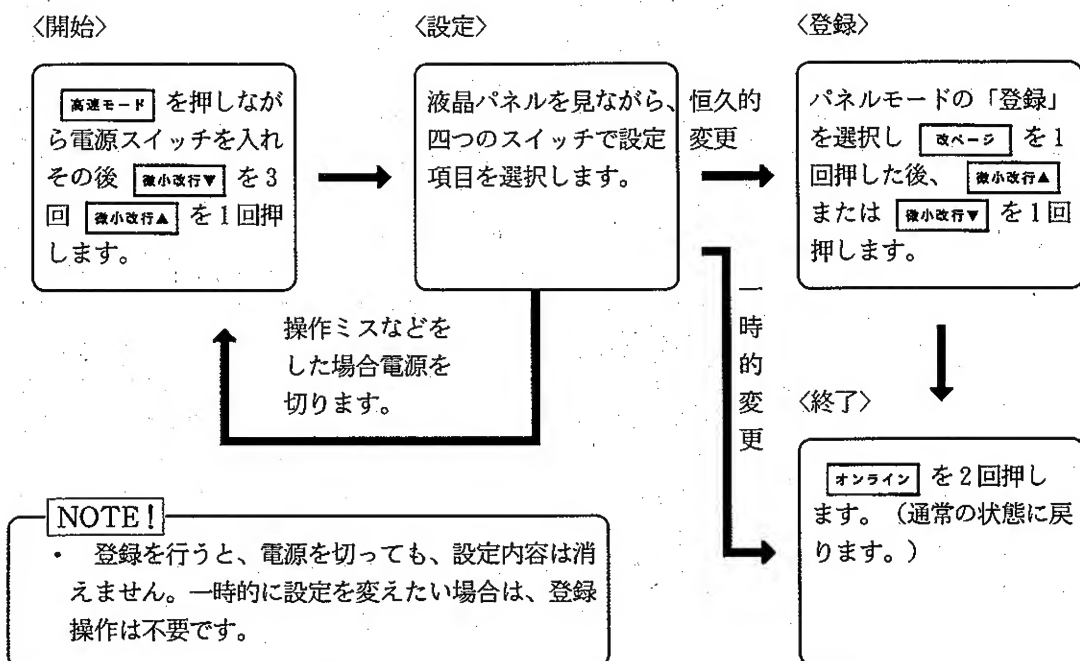 〈開始〉
高速モード を押しなが
ら電源スイッチを入れ
その後 微小改行▼ を3
回 微小改行▲ を1回押
します。
〈設定〉
液晶パネルを見ながら、
四つのスイッチで設定
項目を選択します。
恒久的
変更
〈登録〉
パネルモードの「登録」
を選択し 改ページ を1
回押した後、 微小改行▲
または 微小改行▼ を1回
押します。
操作ミスなどを
した場合電源を
切ります。
一時的変更
〈終了〉
オンライン を2回押し
ます。（通常の状態に戻
ります。）
NOTE!
・ 登録を行うと、電源を切っても、設定内容は消
えません。一時的に設定を変えたい場合は、登録
操作は不要です。